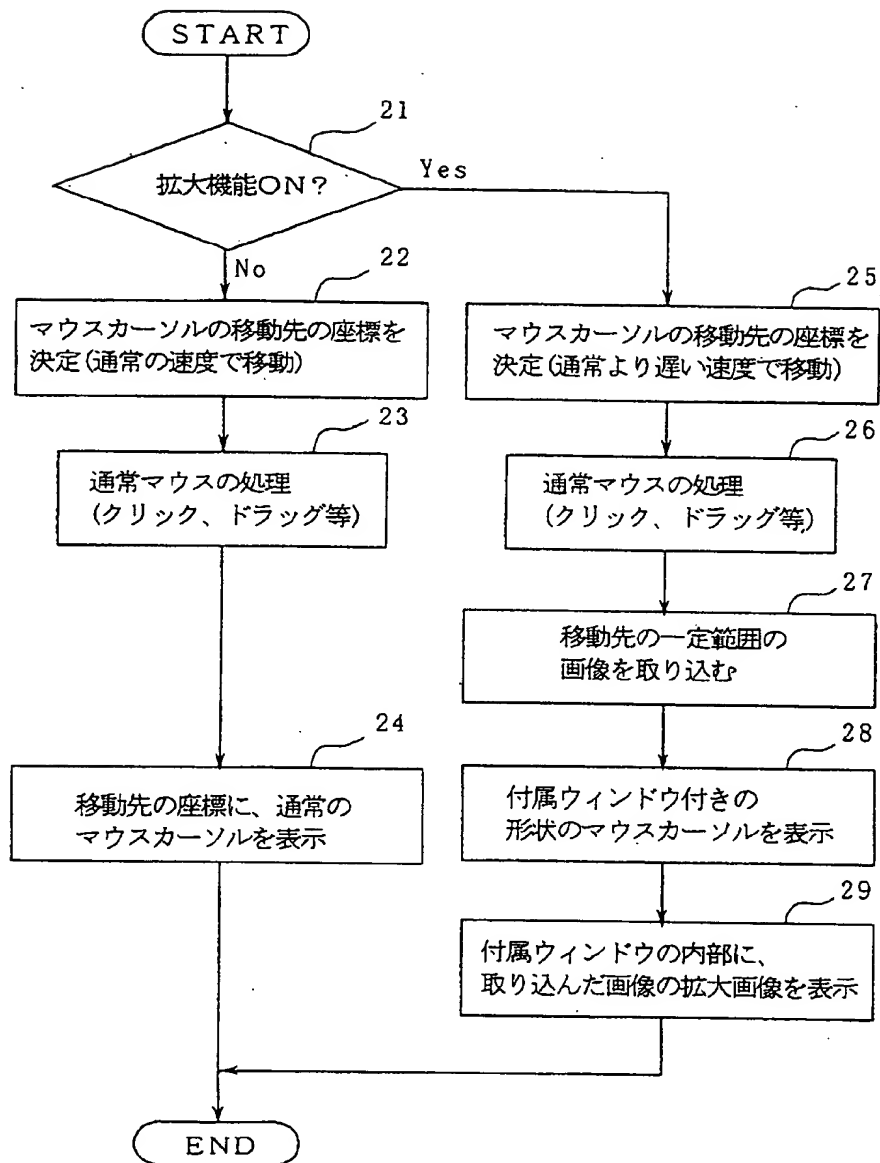 START
21
拡大機能ON?
Yes
No
22
マウスカーソルの移動先の座標を
決定(通常の速度で移動)
23
通常マウスの処理
(クリック、ドラッグ等)
24
移動先の座標に、通常の
マウスカーソルを表示
25
マウスカーソルの移動先の座標を
決定(通常より遅い速度で移動)
26
通常マウスの処理
(クリック、ドラッグ等)
27
移動先の一定範囲の
画像を取り込む
28
付属ウィンドウ付きの
形状のマウスカーソルを表示
29
付属ウィンドウの内部に、
取り込んだ画像の拡大画像を表示
END